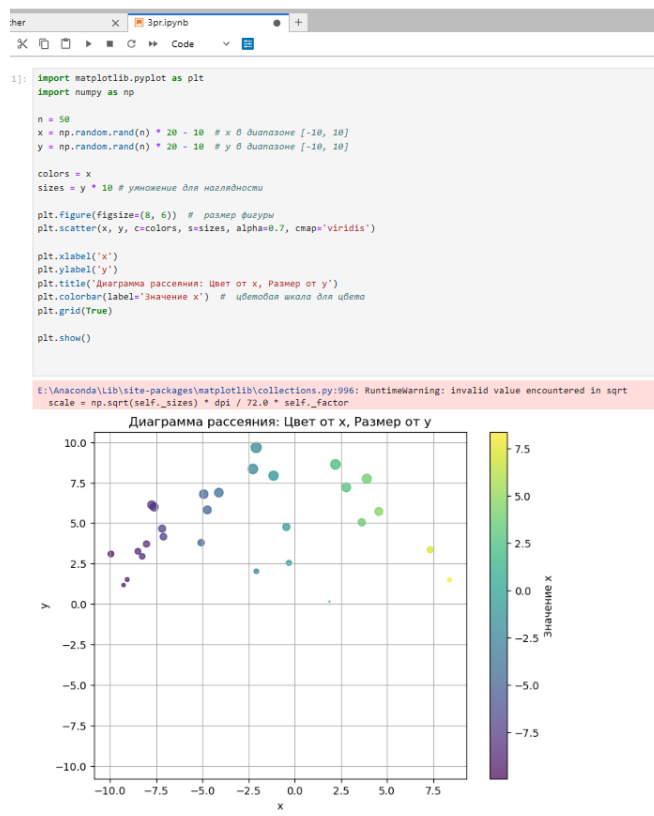 ther
3pr.ipynb
Code
1]:
import matplotlib.pyplot as plt
import numpy as np
n = 50
x = np.random.rand(n) * 20 - 10  # x в диапазоне [-10, 10]
y = np.random.rand(n) * 20 - 10  # y в диапазоне [-10, 10]
colors = x
sizes = y * 10 # умножение для наглядности
plt.figure(figsize=(8, 6))  #  размер фигуры
plt.scatter(x, y, c=colors, s=sizes, alpha=0.7, cmap='viridis')
plt.xlabel('x')
plt.ylabel('y')
plt.title('Диаграмма рассеяния: Цвет от x, Размер от y')
plt.colorbar(label='Значение x')  #  цветовая шкала для цвета
plt.grid(True)
plt.show()
E:\Anaconda\Lib\site-packages\matplotlib\collections.py:996: RuntimeWarning: invalid value encountered in sqrt
scale = np.sqrt(self._sizes) * dpi / 72.0 * self._factor
Диаграмма рассеяния: Цвет от x, Размер от y
10.0
7.5
5.0
2.5
0.0
−2.5
−5.0
−7.5
−10.0
y
−10.0 −7.5 −5.0 −2.5 0.0 2.5 5.0 7.5
x
7.5
5.0
2.5
0.0
−2.5
−5.0
−7.5
Значение x